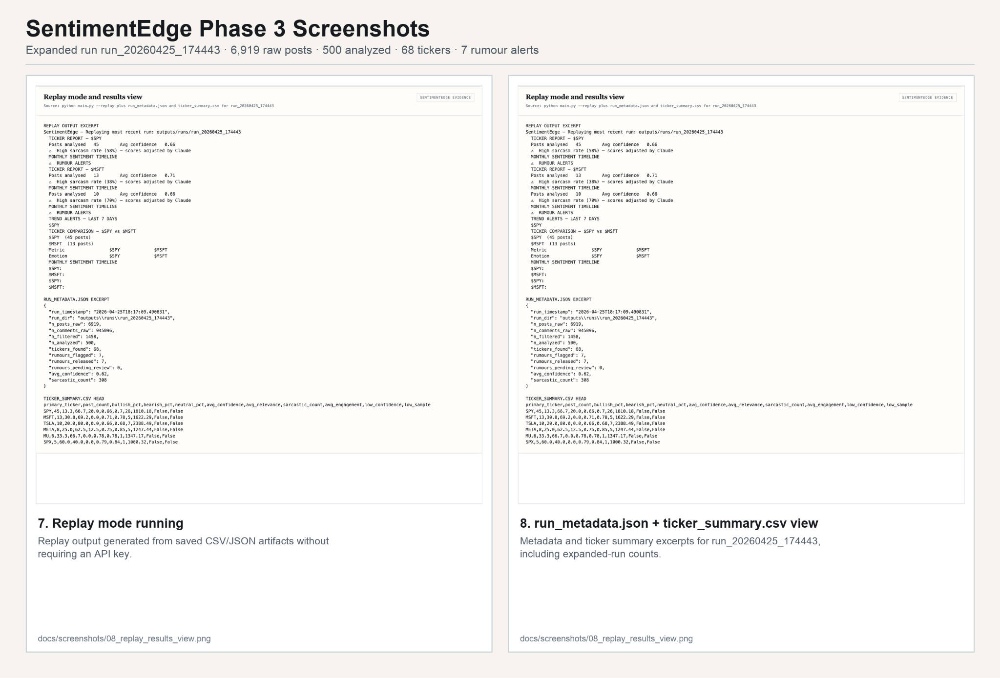 SentimentEdge Phase 3 Screenshots
Expanded run run_20260425_174443 · 6,919 raw posts · 500 analyzed · 68 tickers · 7 rumour alerts
Replay mode and results view
SENTIMENTEDGE EVIDENCE
Source: python main.py --replay plus run_metadata.json and ticker_summary.csv for run_20260425_174443
REPLAY OUTPUT EXCERPT
SentimentEdge — Replaying most recent run: outputs/runs/run_20260425_174443
TICKER REPORT — $SPY
Posts analysed   45        Avg confidence   0.66
⚠  High sarcasm rate (58%) — scores adjusted by Claude
MONTHLY SENTIMENT TIMELINE
⚠  RUMOUR ALERTS
TICKER REPORT — $MSFT
Posts analysed   13        Avg confidence   0.71
⚠  High sarcasm rate (38%) — scores adjusted by Claude
MONTHLY SENTIMENT TIMELINE
Posts analysed   10        Avg confidence   0.66
⚠  High sarcasm rate (70%) — scores adjusted by Claude
MONTHLY SENTIMENT TIMELINE
⚠  RUMOUR ALERTS
TREND ALERTS — LAST 7 DAYS
$SPY
TICKER COMPARISON — $SPY vs $MSFT
$SPY  (45 posts)
$MSFT  (13 posts)
Metric                 $SPY             $MSFT
Emotion                $SPY             $MSFT
MONTHLY SENTIMENT TIMELINE
$SPY:
$MSFT:
$SPY:
$MSFT:
RUN_METADATA.JSON EXCERPT
{
"run_timestamp": "2026-04-25T18:17:09.490831",
"run_dir": "outputs\\runs\\run_20260425_174443",
"n_posts_raw": 6919,
"n_comments_raw": 945096,
"n_filtered": 1458,
"n_analyzed": 500,
"tickers_found": 68,
"rumours_flagged": 7,
"rumours_released": 7,
"rumours_pending_review": 0,
"avg_confidence": 0.62,
"sarcastic_count": 308
}
TICKER_SUMMARY.CSV HEAD
primary_ticker,post_count,bullish_pct,bearish_pct,neutral_pct,avg_confidence,avg_relevance,sarcastic_count,avg_engagement,low_confidence,low_sample
SPY,45,13.3,66.7,20.0,0.66,0.7,26,1810.18,False,False
MSFT,13,30.8,69.2,0.0,0.71,0.78,5,1622.29,False,False
TSLA,10,20.0,80.0,0.0,0.66,0.68,7,2388.49,False,False
META,8,25.0,62.5,12.5,0.75,0.85,5,1247.44,False,False
MU,6,33.3,66.7,0.0,0.78,0.78,1,1347.17,False,False
SPX,5,60.0,40.0,0.0,0.79,0.84,1,1000.32,False,False
7. Replay mode running
Replay output generated from saved CSV/JSON artifacts without
requiring an API key.
docs/screenshots/08_replay_results_view.png
Replay mode and results view
SENTIMENTEDGE EVIDENCE
Source: python main.py --replay plus run_metadata.json and ticker_summary.csv for run_20260425_174443
REPLAY OUTPUT EXCERPT
SentimentEdge — Replaying most recent run: outputs/runs/run_20260425_174443
TICKER REPORT — $SPY
Posts analysed   45        Avg confidence   0.66
⚠  High sarcasm rate (58%) — scores adjusted by Claude
MONTHLY SENTIMENT TIMELINE
⚠  RUMOUR ALERTS
TICKER REPORT — $MSFT
Posts analysed   13        Avg confidence   0.71
⚠  High sarcasm rate (38%) — scores adjusted by Claude
MONTHLY SENTIMENT TIMELINE
Posts analysed   10        Avg confidence   0.66
⚠  High sarcasm rate (70%) — scores adjusted by Claude
MONTHLY SENTIMENT TIMELINE
⚠  RUMOUR ALERTS
TREND ALERTS — LAST 7 DAYS
$SPY
TICKER COMPARISON — $SPY vs $MSFT
$SPY  (45 posts)
$MSFT  (13 posts)
Metric                 $SPY             $MSFT
Emotion                $SPY             $MSFT
MONTHLY SENTIMENT TIMELINE
$SPY:
$MSFT:
$SPY:
$MSFT:
RUN_METADATA.JSON EXCERPT
{
"run_timestamp": "2026-04-25T18:17:09.490831",
"run_dir": "outputs\\runs\\run_20260425_174443",
"n_posts_raw": 6919,
"n_comments_raw": 945096,
"n_filtered": 1458,
"n_analyzed": 500,
"tickers_found": 68,
"rumours_flagged": 7,
"rumours_released": 7,
"rumours_pending_review": 0,
"avg_confidence": 0.62,
"sarcastic_count": 308
}
TICKER_SUMMARY.CSV HEAD
primary_ticker,post_count,bullish_pct,bearish_pct,neutral_pct,avg_confidence,avg_relevance,sarcastic_count,avg_engagement,low_confidence,low_sample
SPY,45,13.3,66.7,20.0,0.66,0.7,26,1810.18,False,False
MSFT,13,30.8,69.2,0.0,0.71,0.78,5,1622.29,False,False
TSLA,10,20.0,80.0,0.0,0.66,0.68,7,2388.49,False,False
META,8,25.0,62.5,12.5,0.75,0.85,5,1247.44,False,False
MU,6,33.3,66.7,0.0,0.78,0.78,1,1347.17,False,False
SPX,5,60.0,40.0,0.0,0.79,0.84,1,1000.32,False,False
8. run_metadata.json + ticker_summary.csv view
Metadata and ticker summary excerpts for run_20260425_174443,
including expanded-run counts.
docs/screenshots/08_replay_results_view.png